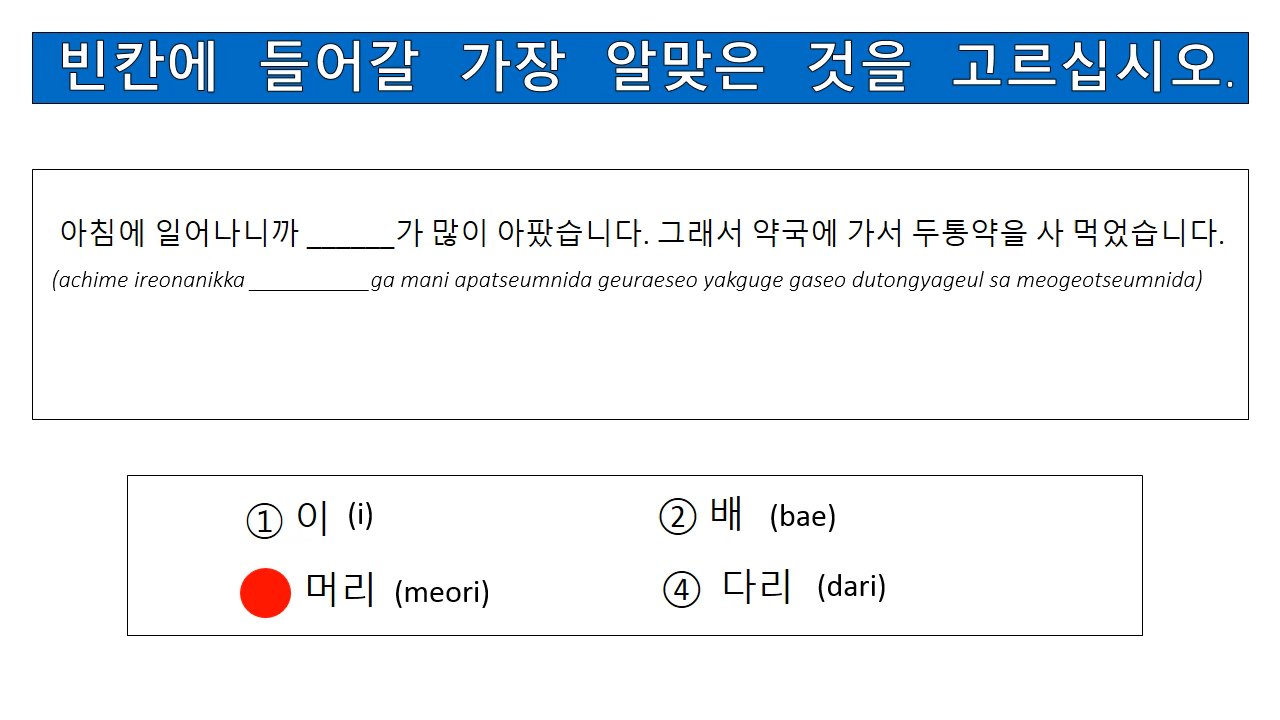 빈칸에 들어갈 가장 알맞은 것을 고르십시오.
아침에 일어나니까 ______가 많이 아팠습니다. 그래서 약국에 가서 두통약을 사 먹었습니다.
(achime ireonanikka ___________ga mani apatseumnida geuraeseo yakguge gaseo dutongyageul sa meogeotseumnida)
① 이 (i) ② 배 (bae)
머리 (meori) ④ 다리 (dari)